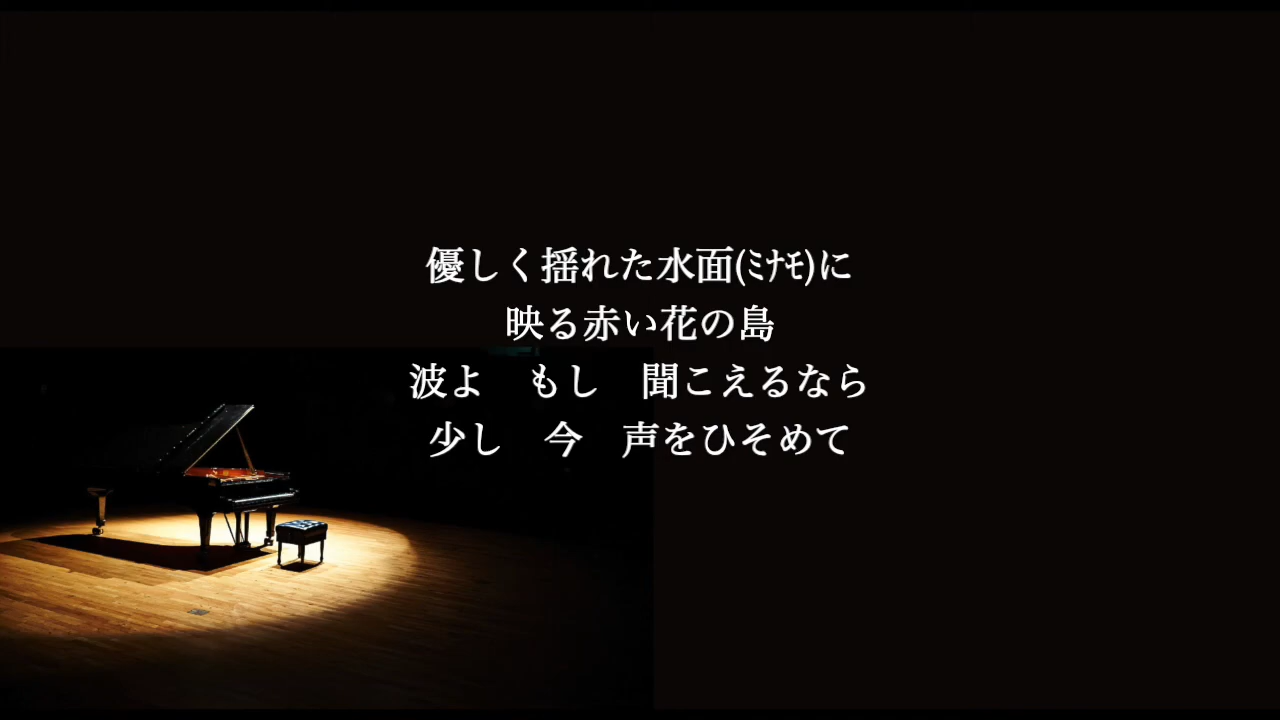 優しく揺れた水面(ﾐﾅﾓ)に
映る赤い花の島
波よ　もし　聞こえるなら
少し　今　声をひそめて